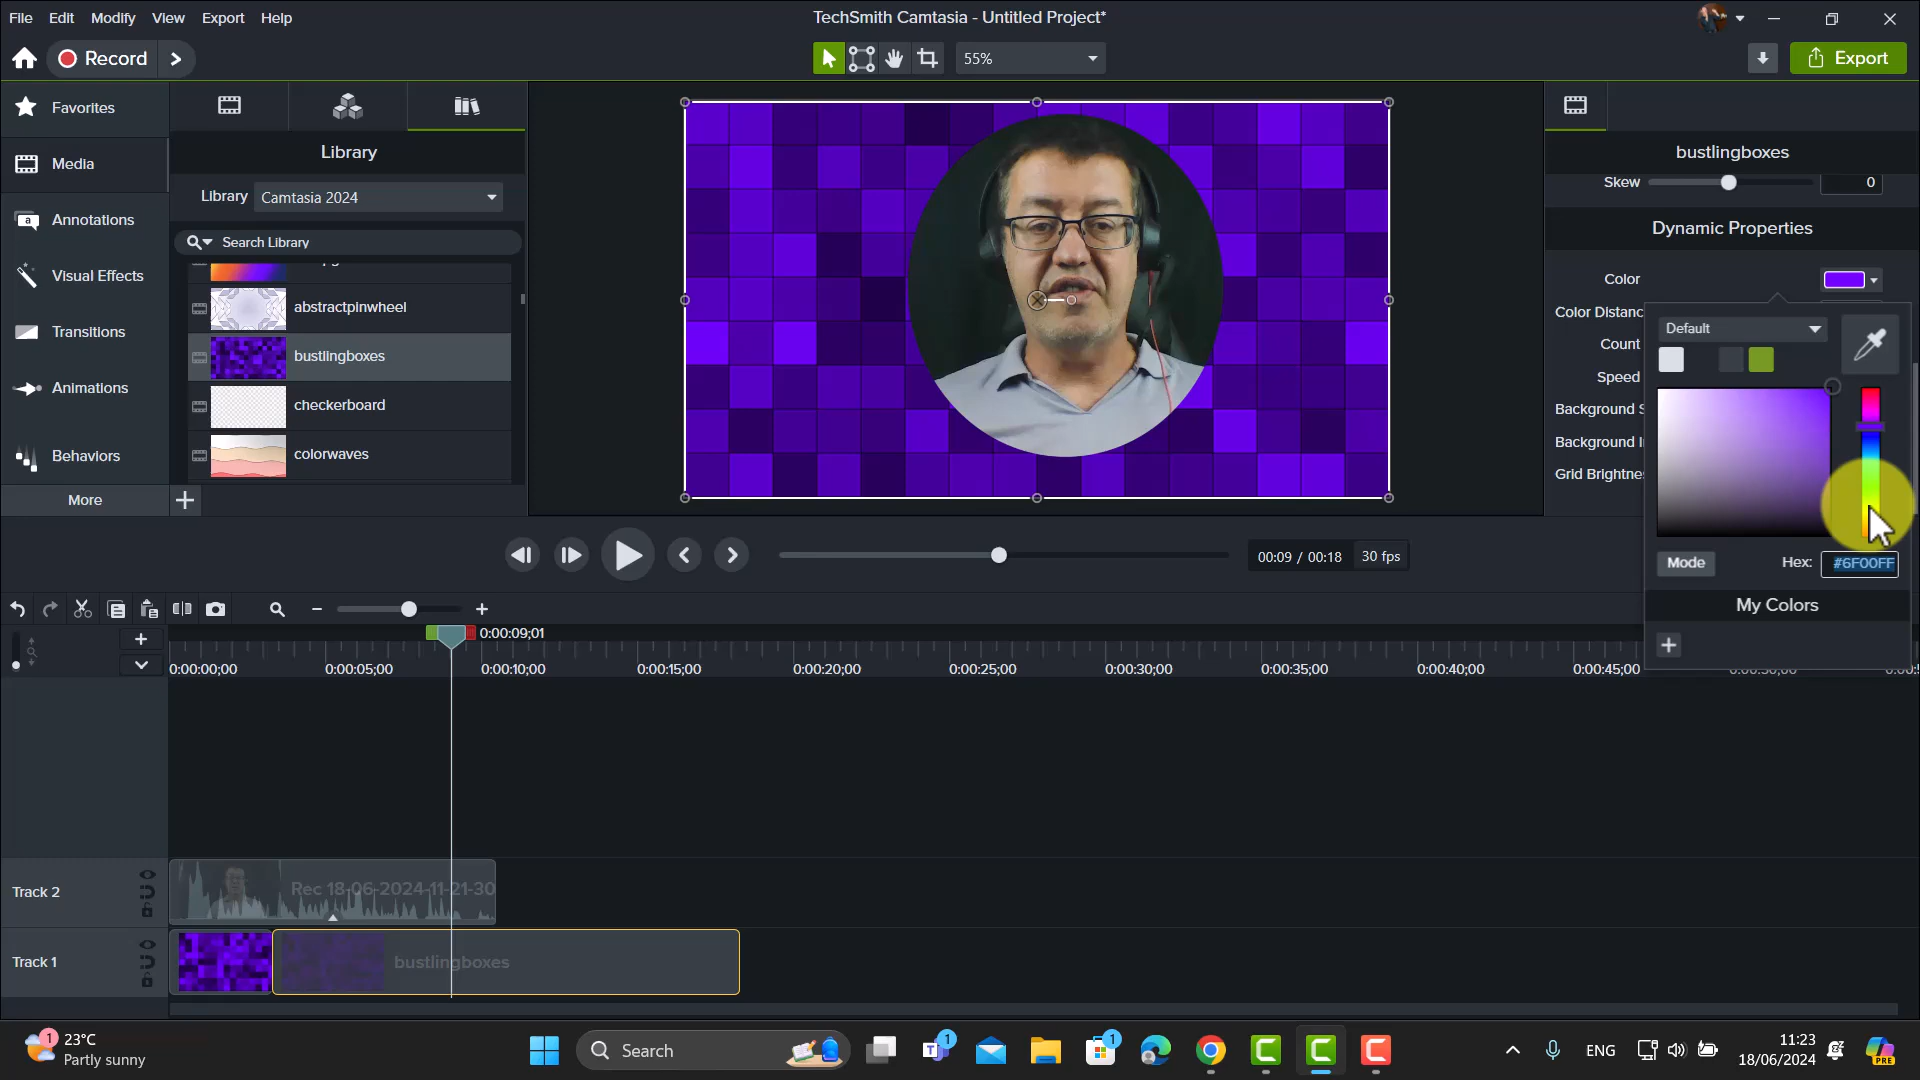 File Edit Modify View Export Help
TechSmith Camtasia - Untitled Project*
Record
55%
Export
Favorites
Media
Annotations
Visual Effects
Transitions
Animations
Behaviors
More
Library
Library Camtasia 2024
Search Library
abstractpinwheel
bustlingboxes
checkerboard
colorwaves
bustlingboxes
Skew 0
Dynamic Properties
Color
Color Distanc
Count
Speed
Background S
Background I
Grid Brightne
Default
Mode Hex: #6F00FF
My Colors
00:09 / 00:18 30 fps
0:00:09;01
0:00:00;00 0:00:05;00 0:00:10;00 0:00:15;00 0:00:20;00 0:00:25;00 0:00:30;00 0:00:35;00 0:00:40;00 0:00:45;00
Track 2
Rec 18-06-2024-11-21-30
Track 1
bustlingboxes
1
23°C
Partly sunny
Search
1
1
ENG
11:23
18/06/2024
PRE